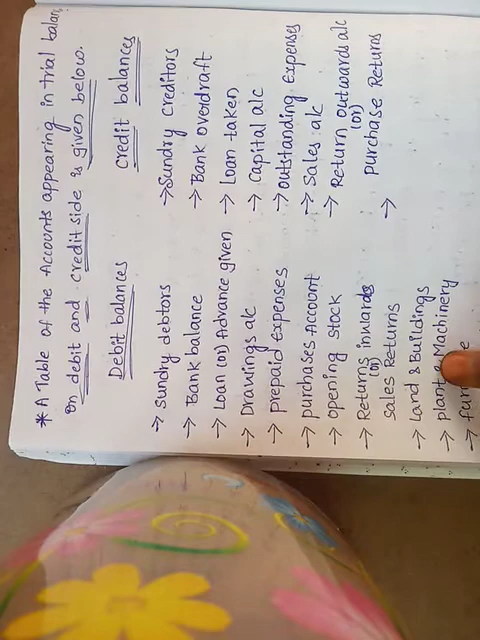 * A Table of the Accounts appearing in trial
on debit and credit side is given below.
Debit balances
→ Sundry debtors
→ Bank balance
→ Loan (or) Advance given
→ Drawings a/c
→ prepaid expenses
→ purchases Account
→ opening stock
→ Returns inwards
(or)
Sales Returns
→ Land & Buildings
→ plant & Machinery
→
credit balances
→ Sundry creditors
→ Bank overdraft
→ Loan taken
→ Capital a/c
→ outstanding Expenses
→ Sales a/c
→ Return outwards a/c
(or)
purchase Returns
→